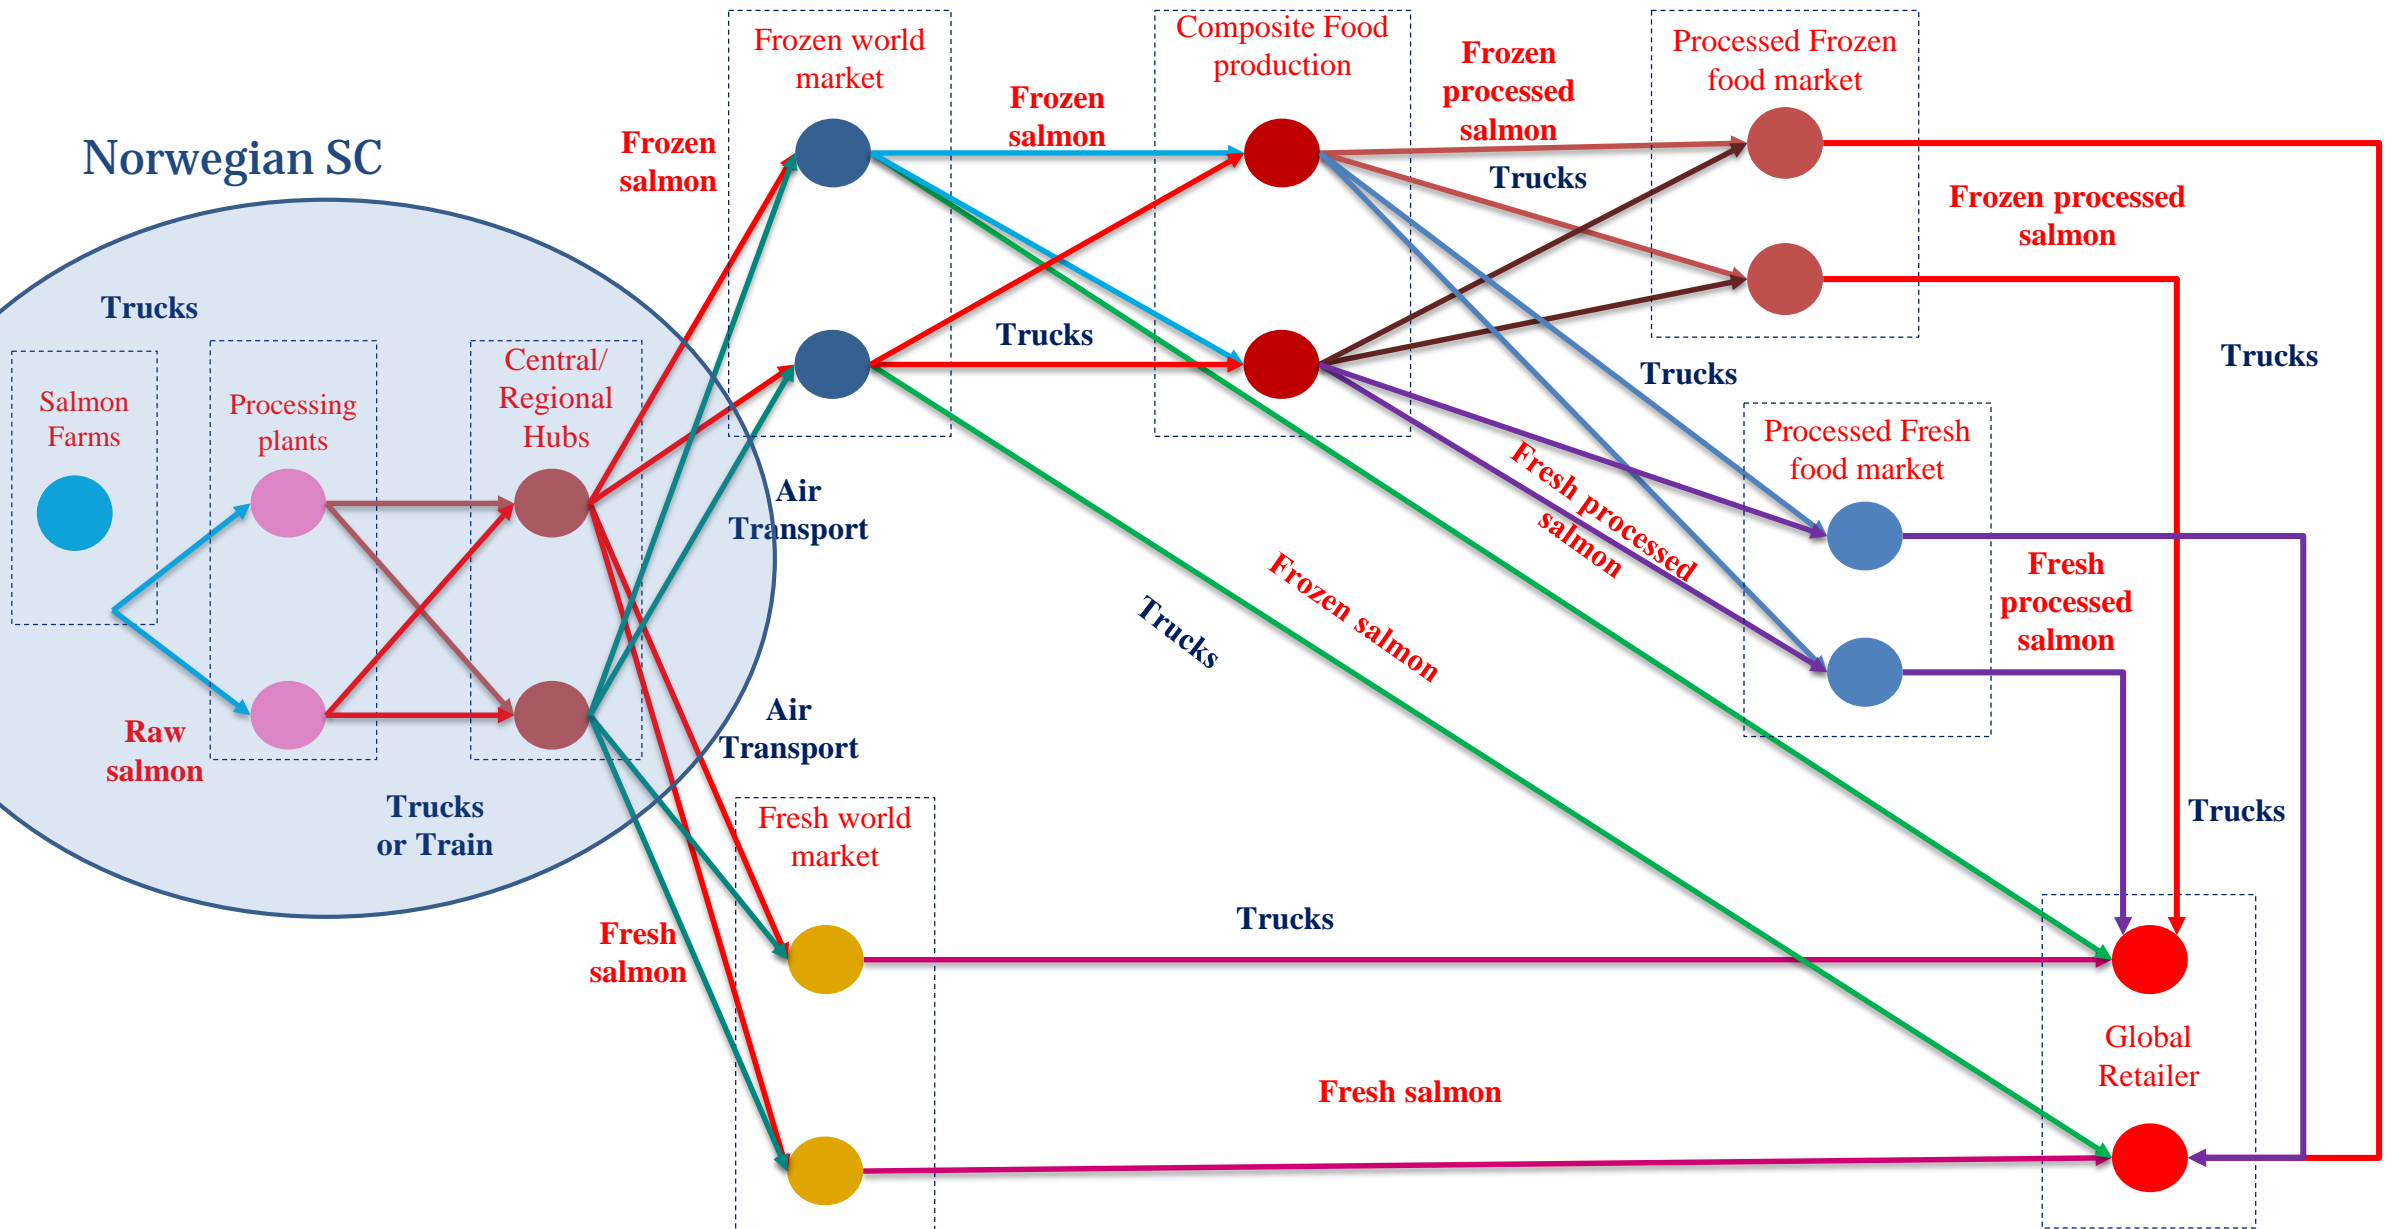 Norwegian SC
Trucks
Salmon
Farms
Processing
plants
Central/
Regional
Hubs
Raw
salmon
Trucks
or Train
Frozen
salmon
Frozen world
market
Air
Transport
Air
Transport
Fresh
salmon
Fresh world
market
Frozen
salmon
Trucks
Composite Food
production
Frozen
processed
salmon
Trucks
Processed Frozen
food market
Frozen processed
salmon
Trucks
Trucks
Processed Fresh
food market
Fresh processed
salmon
Fresh
processed
salmon
Trucks
Frozen salmon
Trucks
Trucks
Fresh salmon
Global
Retailer